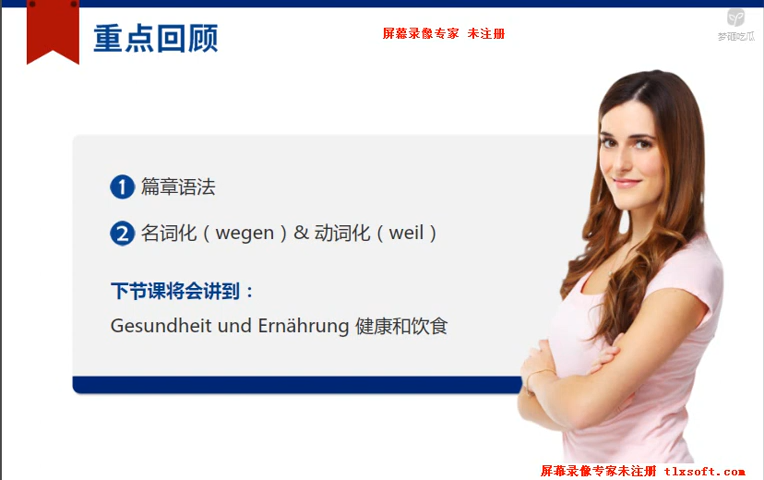 重点回顾
屏幕录像专家 未注册
梦砸吃瓜
1 篇章语法
2 名词化（wegen）& 动词化（weil）
下节课将会讲到：
Gesundheit und Ernährung 健康和饮食
屏幕录像专家未注册 tlxsoft.com